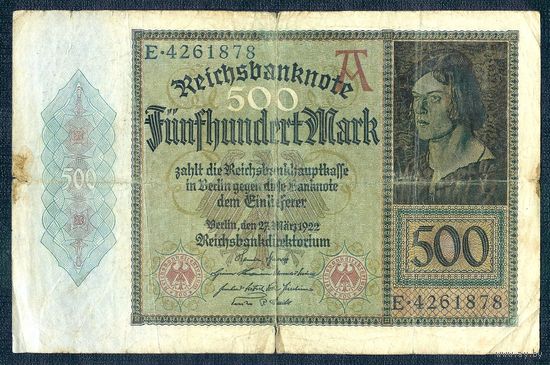 E·4261878
A
Reichsbanknote
500
Fünfhundert Mark
zahlt die Reichsbankhauptkasse
in Berlin gegen diese Banknote
dem Einlieferer
Berlin, den 27. März 1922
Reichsbankdirektorium
500
500
E·4261878